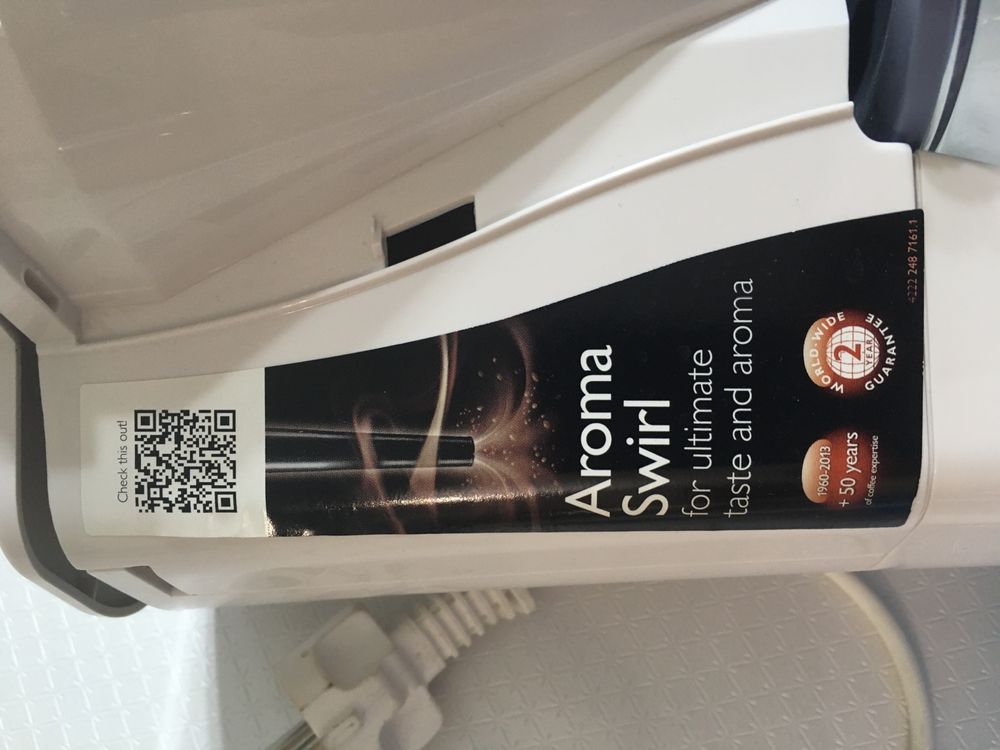 Check this out!
Aroma
Swirl
for ultimate
taste and aroma
1960-2013
+ 50 years
of coffee expertise
WORLD-WIDE
2
YEAR
GUARANTEE
4222 248 7161.1